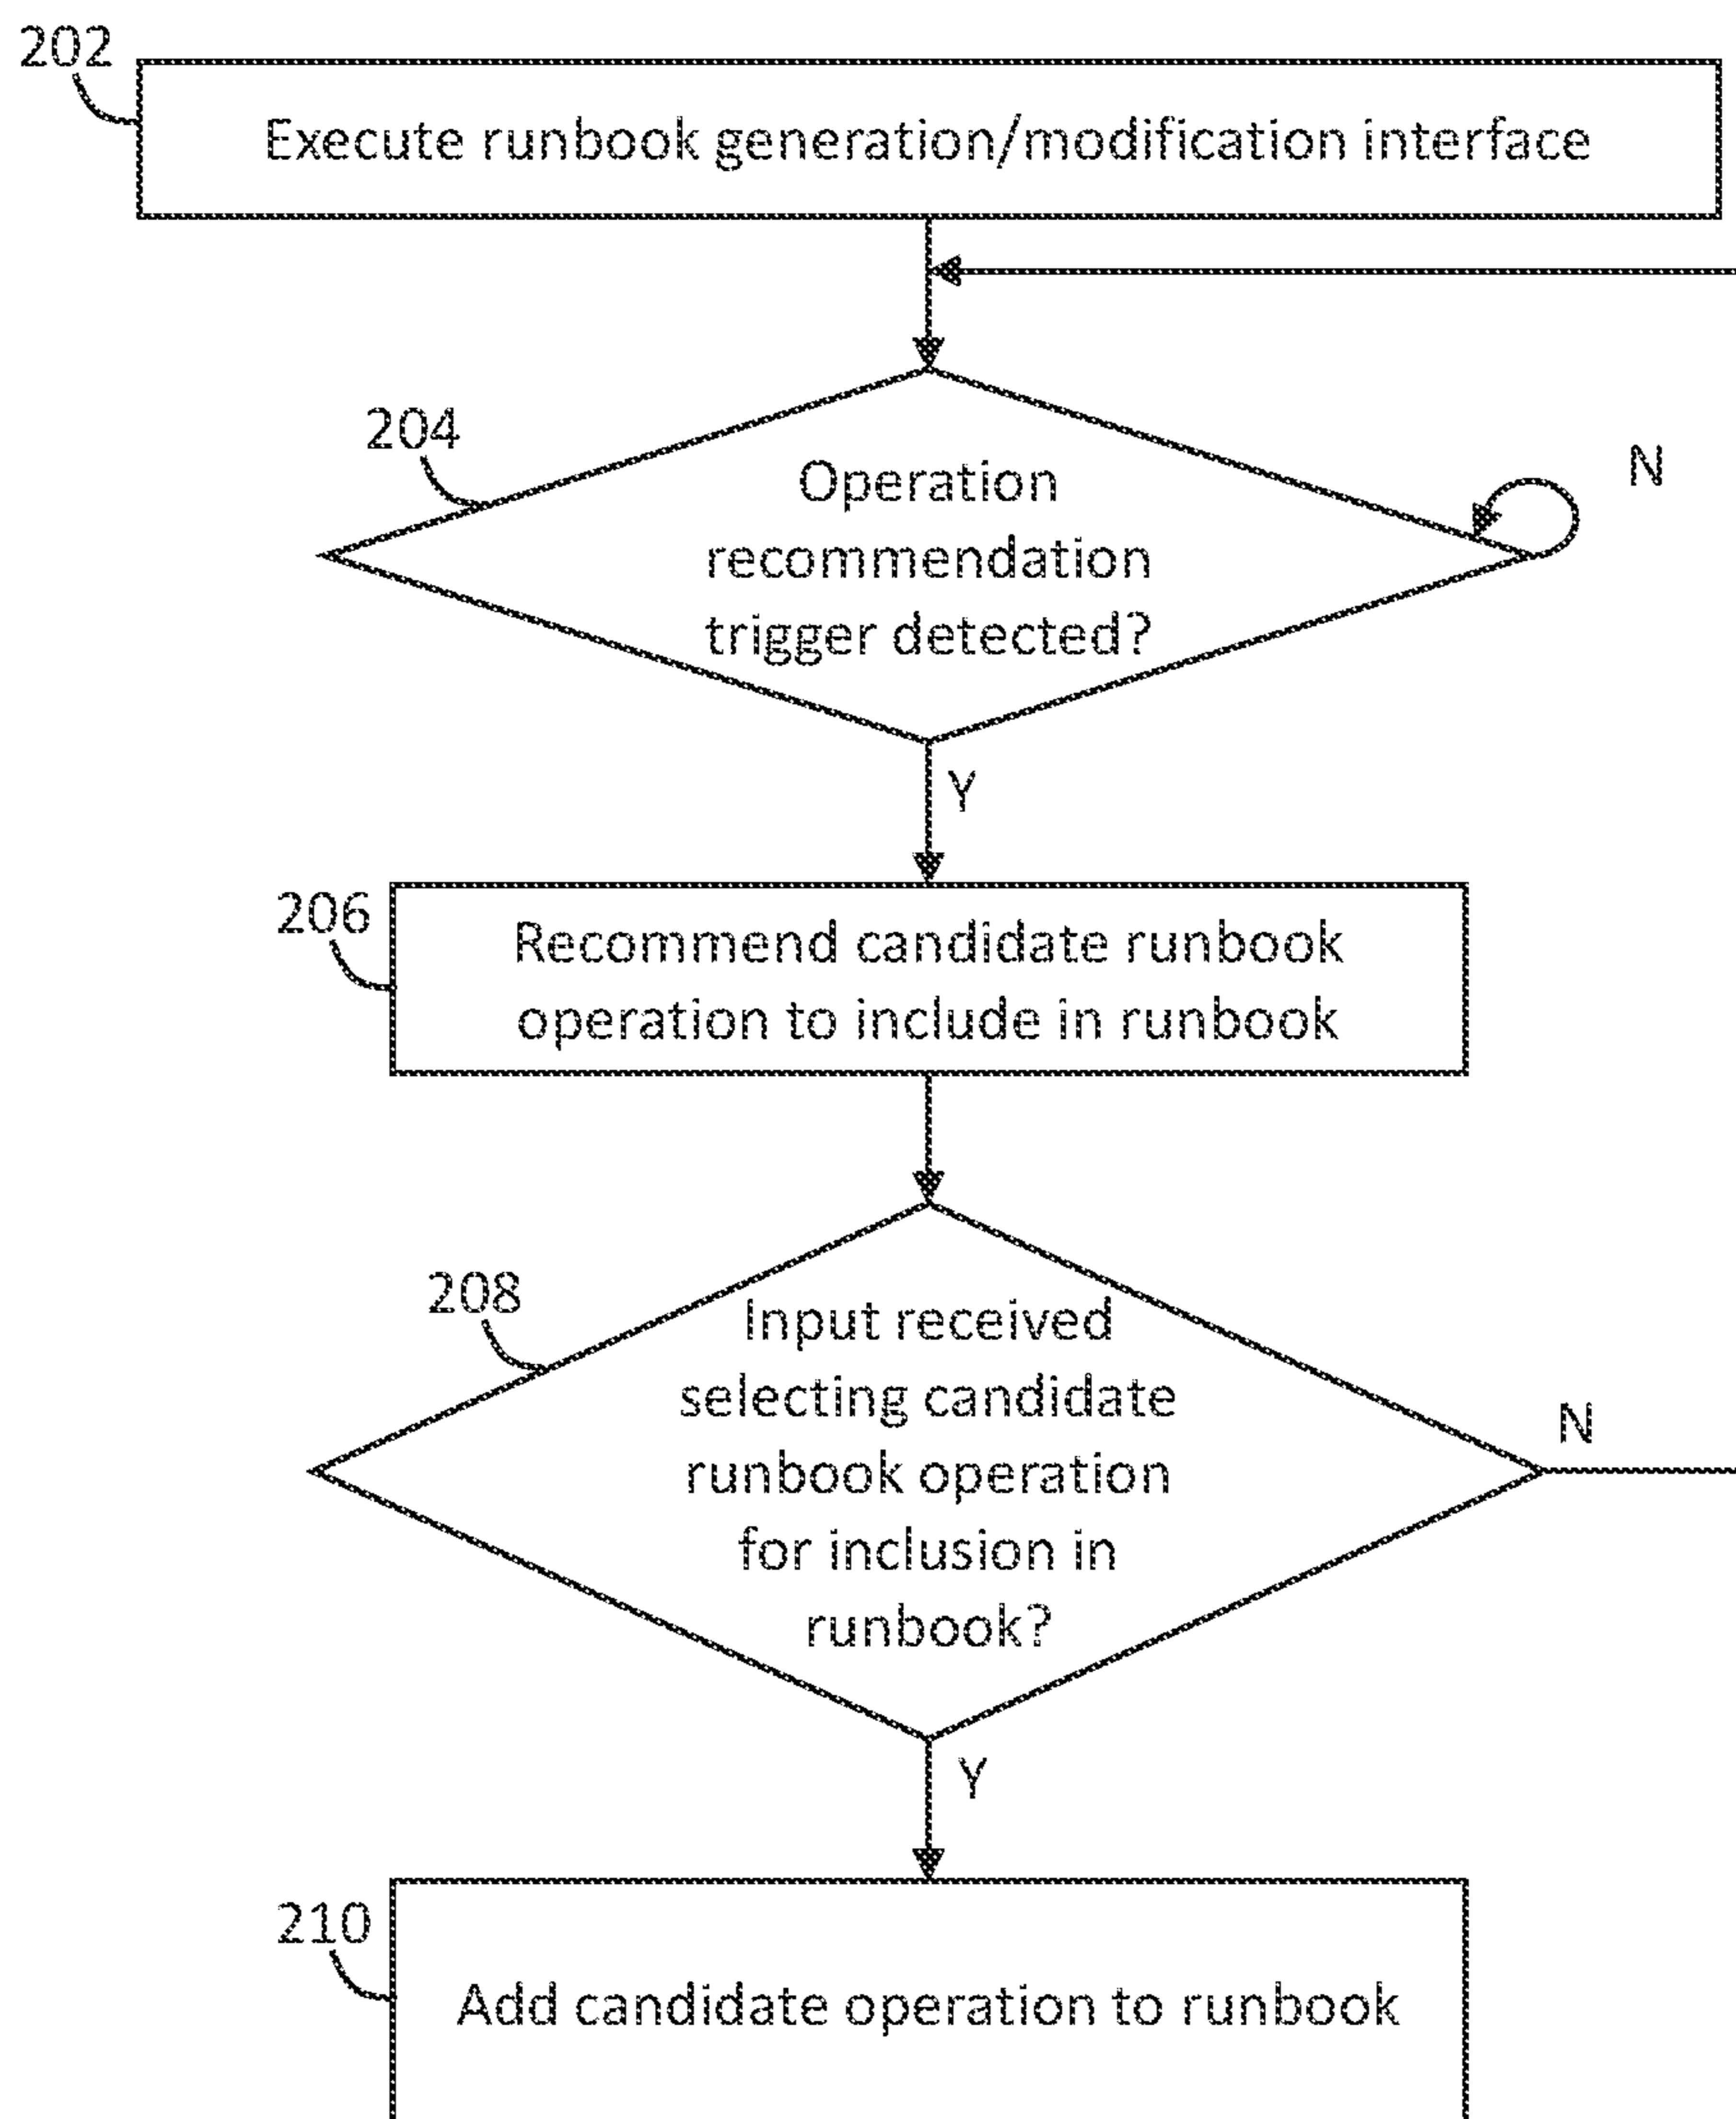 202
Execute runbook generation/modification interface
204
Operation
recommendation
trigger detected?
N
Y
206
Recommend candidate runbook
operation to include in runbook
208
Input received
selecting candidate
runbook operation
for inclusion in
runbook?
N
Y
210
Add candidate operation to runbook